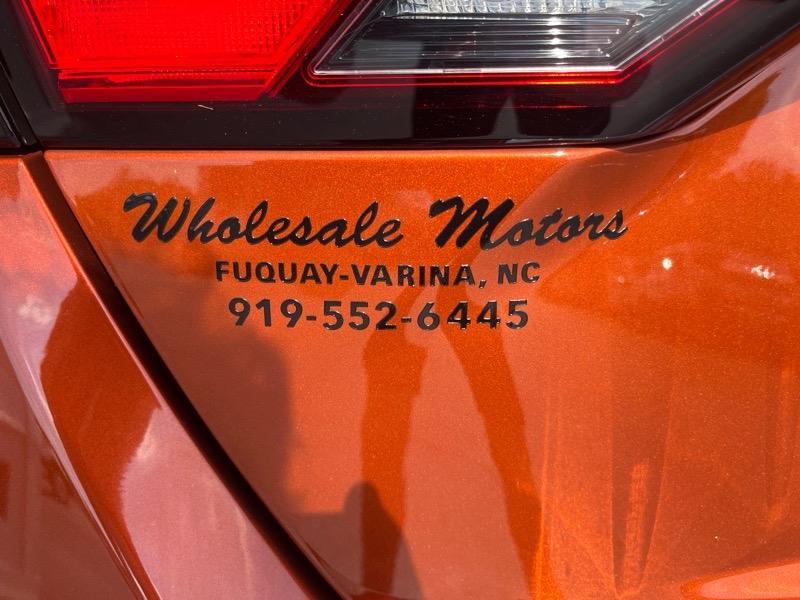 Wholesale Motors
FUQUAY-VARINA, NC
919-552-6445